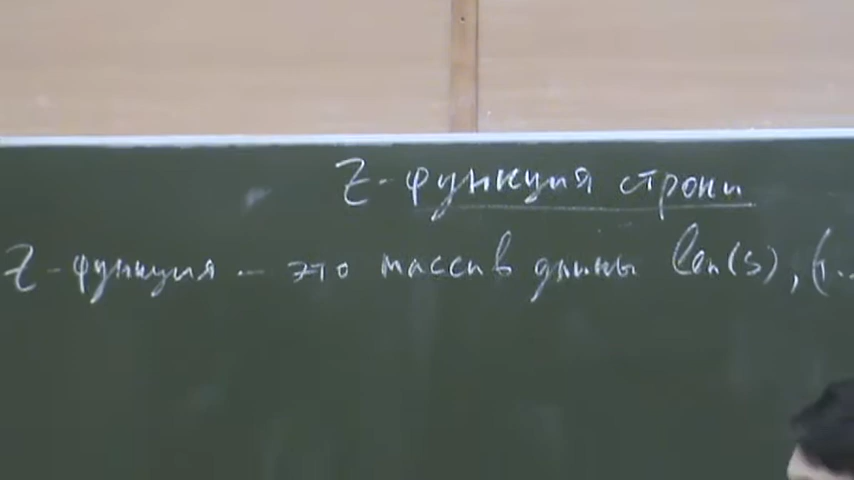 Z-функция строки
Z-функция - это массив длины len(s), (